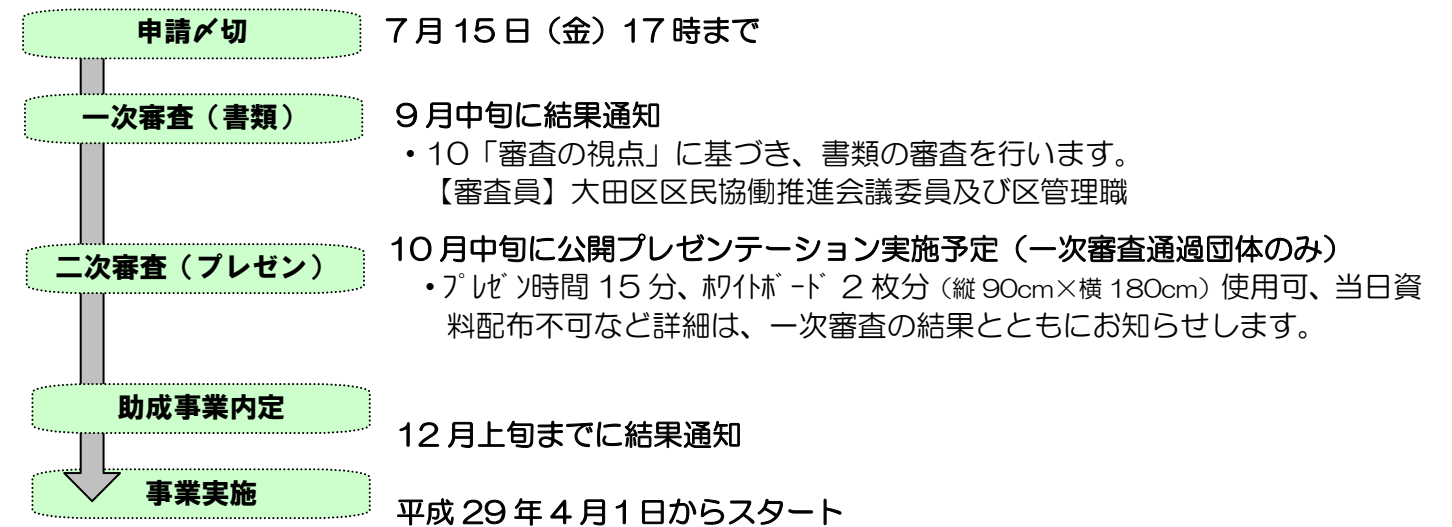 申請〆切
7月15日（金）17時まで
一次審査（書類）
9月中旬に結果通知
・10「審査の視点」に基づき、書類の審査を行います。
【審査員】大田区区民協働推進会議委員及び区管理職
二次審査（プレゼン）
10月中旬に公開プレゼンテーション実施予定（一次審査通過団体のみ）
・ﾌﾟﾚｾﾞﾝ時間15分、ﾎﾜｲﾄﾎﾞｰﾄﾞ2枚分（縦90cm×横180cm）使用可、当日資
料配布不可など詳細は、一次審査の結果とともにお知らせします。
助成事業内定
12月上旬までに結果通知
事業実施
平成29年4月1日からスタート